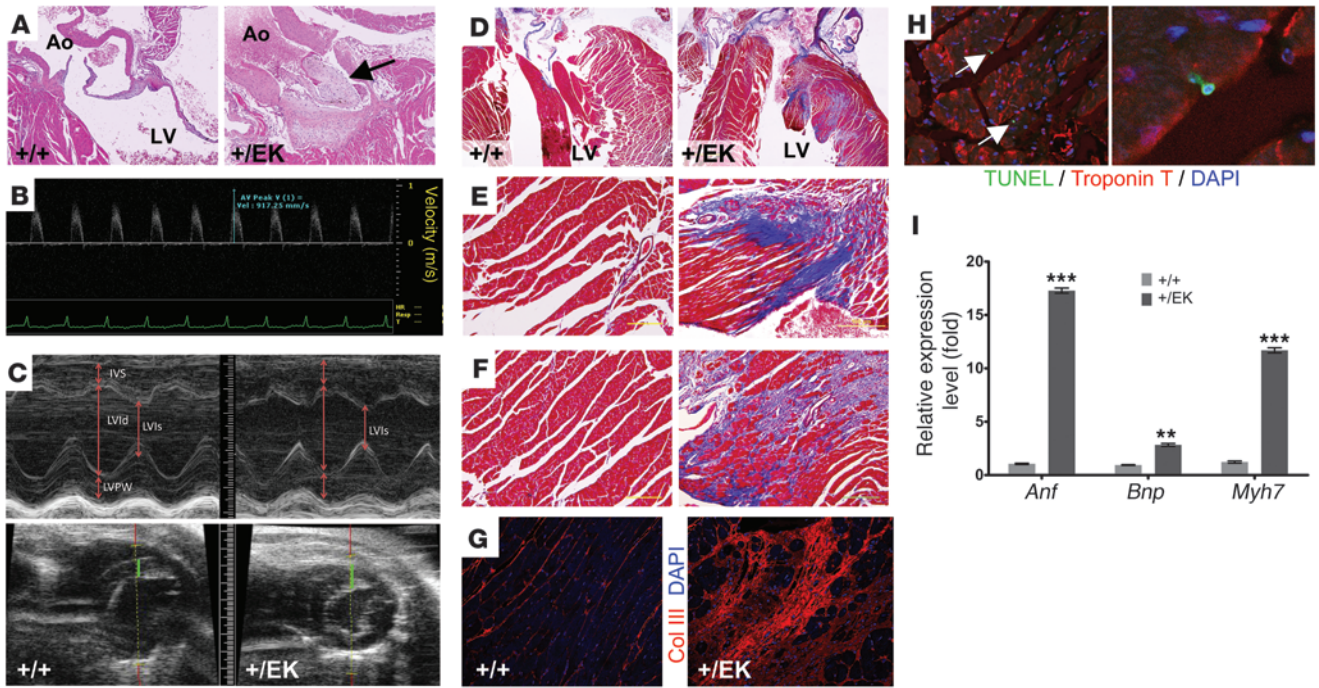 A
Ao
LV
+/+
Ao
+/EK
B
AV Peak V (1) =
Vel : 917.25 mm/s
1
0
Velocity (m/s)
HR
Resp
T
C
IVS
LVId
LVIs
LVPW
LVIs
+/+
+/EK
D
+/+
LV
+/EK
LV
E
F
G
+/+
Col III DAPI
+/EK
H
TUNEL / Troponin T / DAPI
I
Relative expression
level (fold)
20
15
10
5
0
+/+
+/EK
***
**
***
Anf
Bnp
Myh7